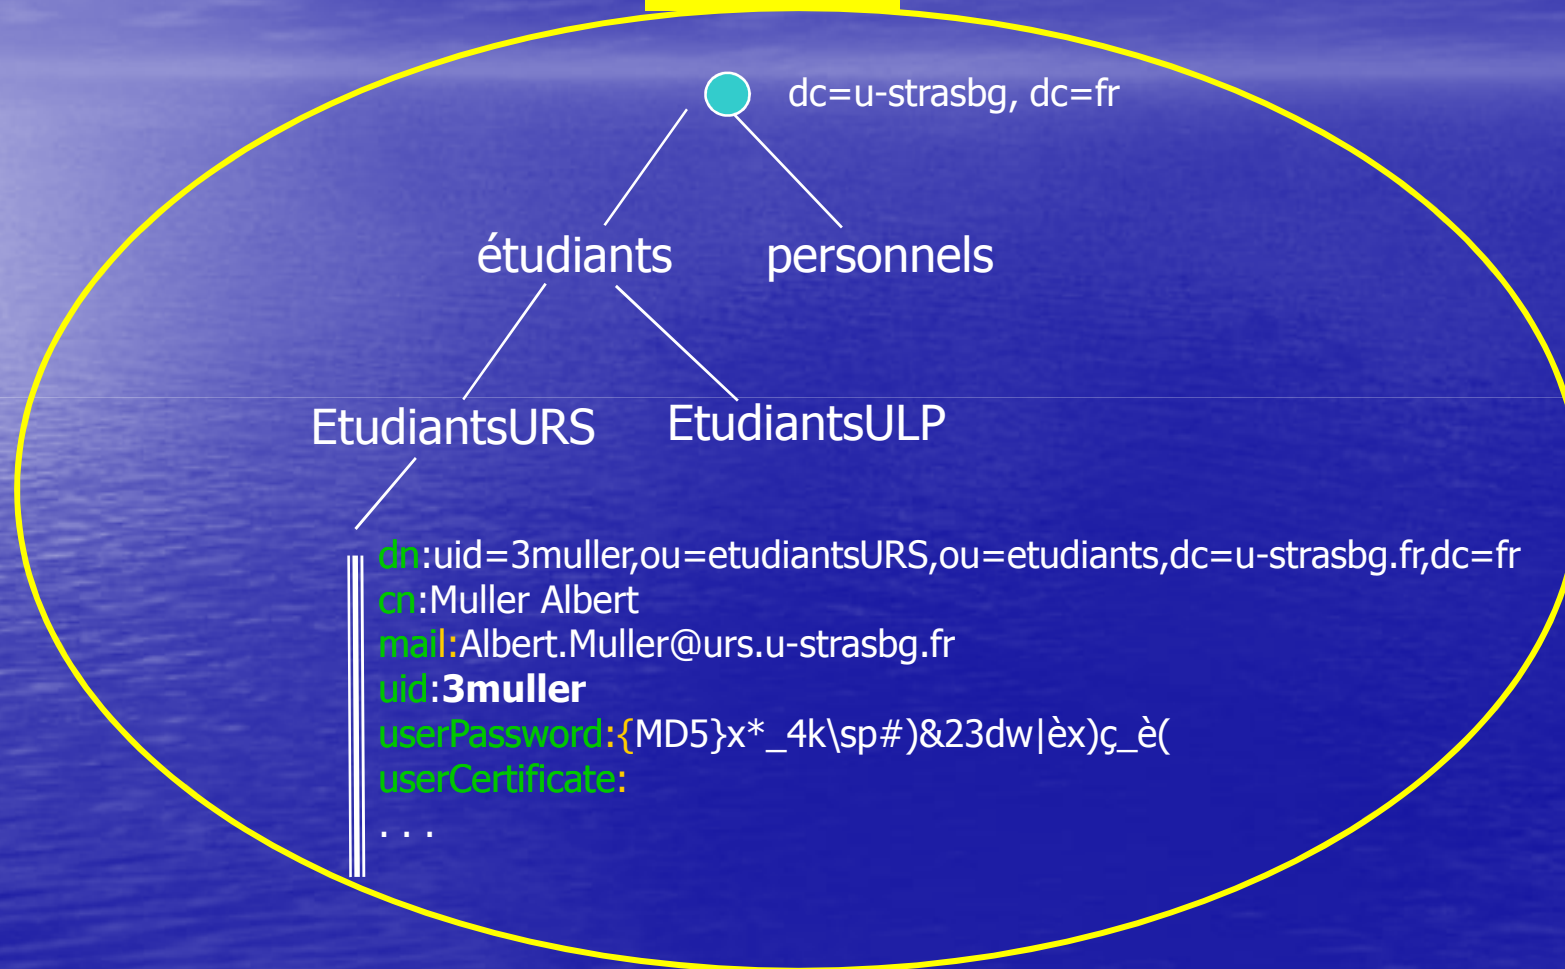 dc=u-strasbg, dc=fr
étudiants personnels
EtudiantsURS EtudiantsULP
dn:uid=3muller,ou=etudiantsURS,ou=etudiants,dc=u-strasbg.fr,dc=fr
cn:Muller Albert
mail:Albert.Muller@urs.u-strasbg.fr
uid:3muller
userPassword:{MD5}x*_4k\sp#)&23dw|èx)ç_è(
userCertificate:
. . .